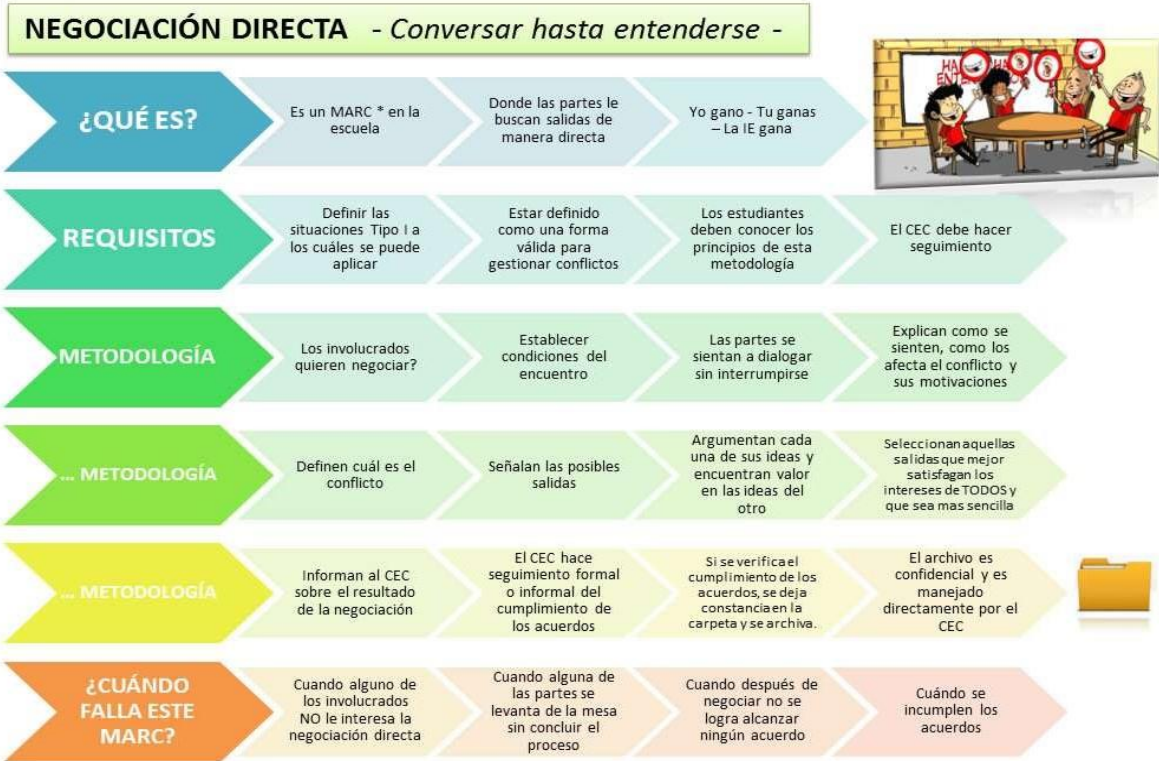 NEGOCIACIÓN DIRECTA - Conversar hasta entenderse -
¿QUÉ ES?
Es un MARC * en la
escuela
Donde las partes le
buscan salidas de
manera directa
Yo gano - Tu ganas
– La IE gana
REQUISITOS
Definir las
situaciones Tipo I a
los cuáles se puede
aplicar
Estar definido
como una forma
válida para
gestionar conflictos
Los estudiantes
deben conocer los
principios de esta
metodología
El CEC debe hacer
seguimiento
METODOLOGÍA
Los involucrados
quieren negociar?
Establecer
condiciones del
encuentro
Las partes se
sientan a dialogar
sin interrumpirse
Explican como se
sienten, como los
afecta el conflicto y
sus motivaciones
... METODOLOGÍA
Definen cuál es el
conflicto
Señalan las posibles
salidas
Argumentan cada
una de sus ideas y
encuentran valor
en las ideas del
otro
Seleccionan aquellas
salidas que mejor
satisfagan los
intereses de TODOS y
que sea mas sencilla
... METODOLOGÍA
Informan al CEC
sobre el resultado
de la negociación
El CEC hace
seguimiento formal
o informal del
cumplimiento de
los acuerdos
Si se verifica el
cumplimiento de los
acuerdos, se deja
constancia en la
carpeta y se archiva.
El archivo es
confidencial y es
manejado
directamente por el
CEC
¿CUÁNDO
FALLA ESTE
MARC?
Cuando alguno de
los involucrados
NO le interesa la
negociación directa
Cuando alguna de
las partes se
levanta de la mesa
sin concluir el
proceso
Cuando después de
negociar no se
logra alcanzar
ningún acuerdo
Cuándo se
incumplen los
acuerdos